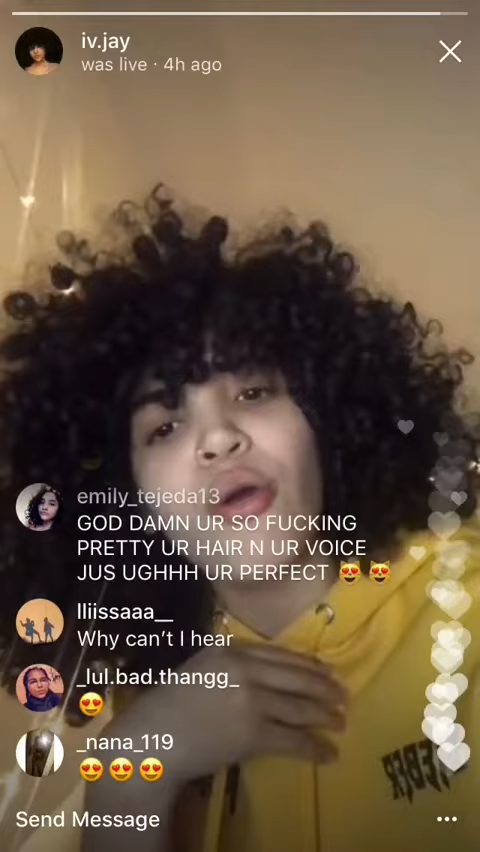 iv.jay
was live · 4h ago
emily_tejeda13
GOD DAMN UR SO FUCKING
PRETTY UR HAIR N UR VOICE
JUS UGHHH UR PERFECT 😻 😻
lliissaaa__
Why can't I hear
_lul.bad.thangg_
😍
_nana_119
😍😍😍
Send Message